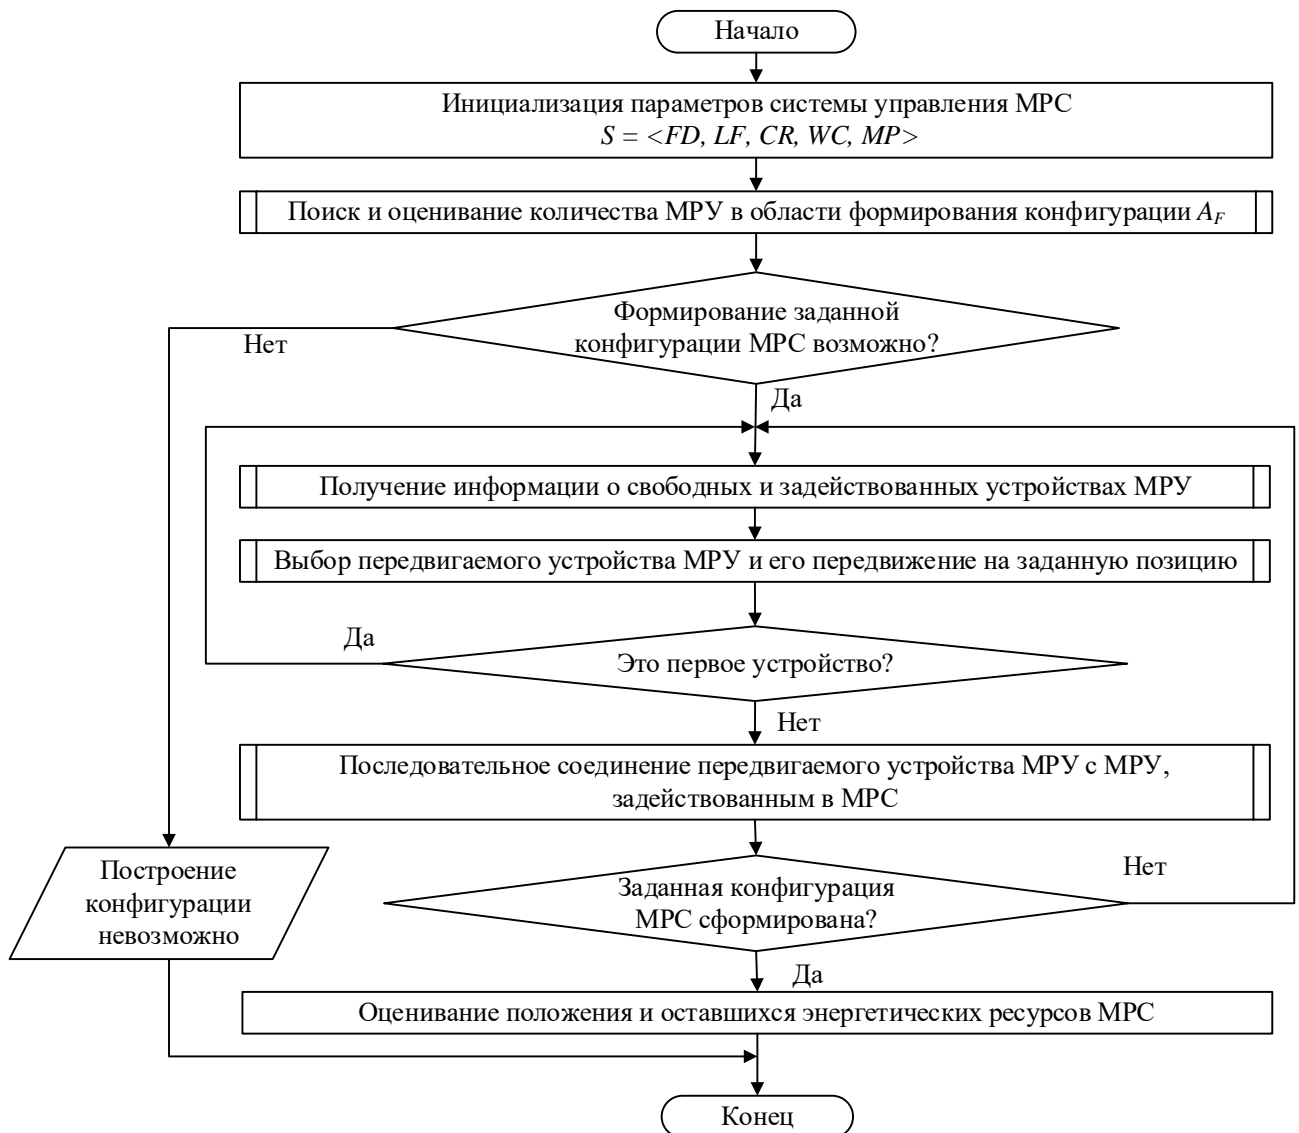 Начало
Инициализация параметров системы управления МРС
S = <FD, LF, CR, WC, MP>
Поиск и оценивание количества МРУ в области формирования конфигурации A_F
Формирование заданной
конфигурации МРС возможно?
Нет
Да
Получение информации о свободных и задействованных устройствах МРУ
Выбор передвигаемого устройства МРУ и его передвижение на заданную позицию
Да
Это первое устройство?
Нет
Последовательное соединение передвигаемого устройства МРУ с МРУ,
задействованным в МРС
Построение
конфигурации
невозможно
Заданная конфигурация
МРС сформирована?
Нет
Да
Оценивание положения и оставшихся энергетических ресурсов МРС
Конец